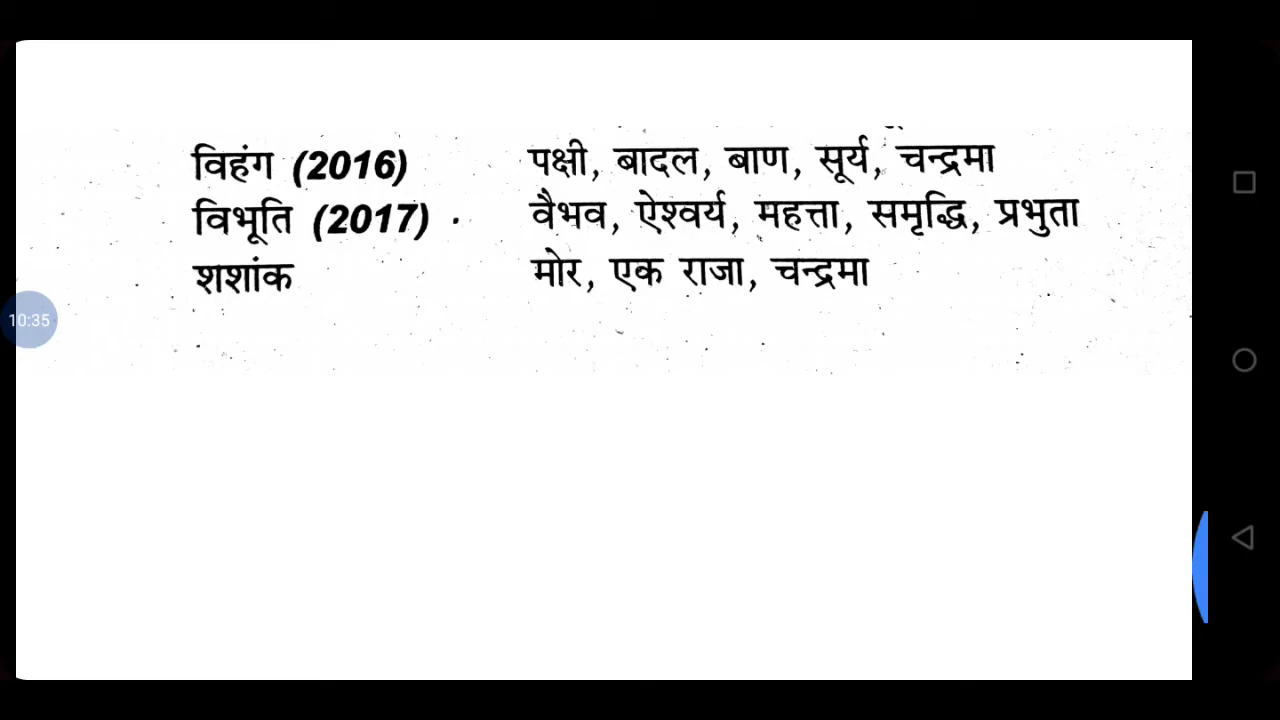 विहंग (2016) पक्षी, बादल, बाण, सूर्य, चन्द्रमा
विभूति (2017) वैभव, ऐश्वर्य, महत्ता, समृद्धि, प्रभुता
शशांक मोर, एक राजा, चन्द्रमा
10:35